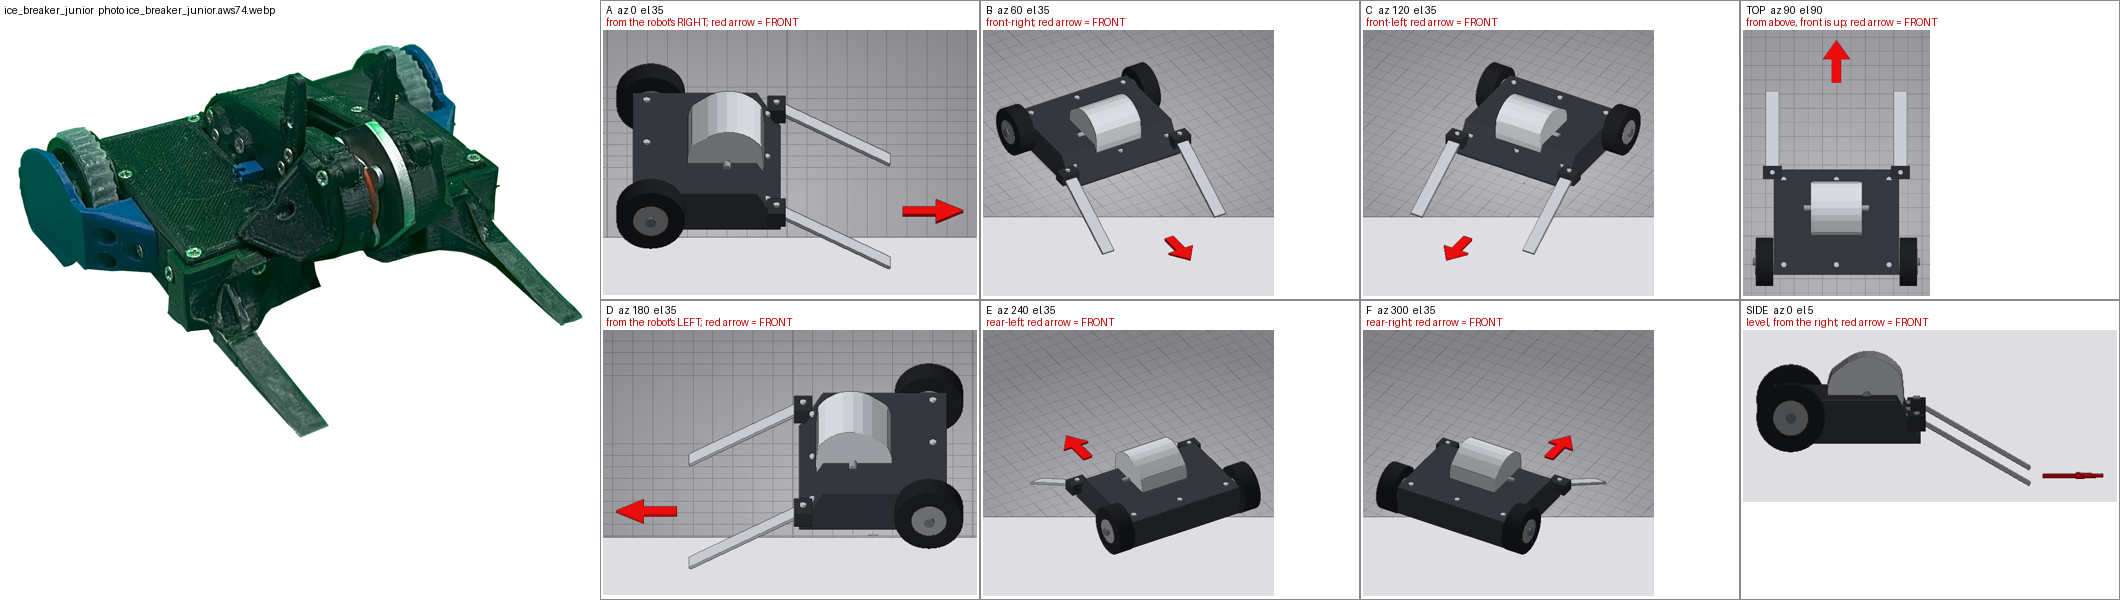 ice_breaker_junior photo ice_breaker_junior.aws74.webp
A az 0 el 35
from the robot's RIGHT; red arrow = FRONT
B az 60 el 35
front-right; red arrow = FRONT
C az 120 el 35
front-left; red arrow = FRONT
TOP az 90 el 90
from above, front is up; red arrow = FRONT
D az 180 el 35
from the robot's LEFT; red arrow = FRONT
E az 240 el 35
rear-left; red arrow = FRONT
F az 300 el 35
rear-right; red arrow = FRONT
SIDE az 0 el 5
level, from the right; red arrow = FRONT